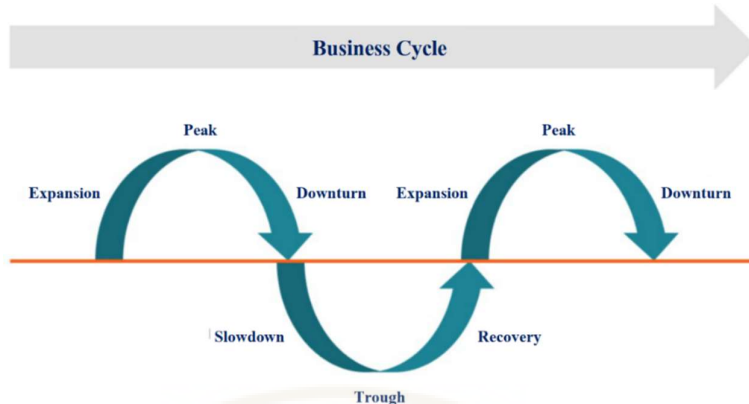 Business Cycle
Peak
Peak
Expansion
Downturn
Expansion
Downturn
Slowdown
Recovery
Trough